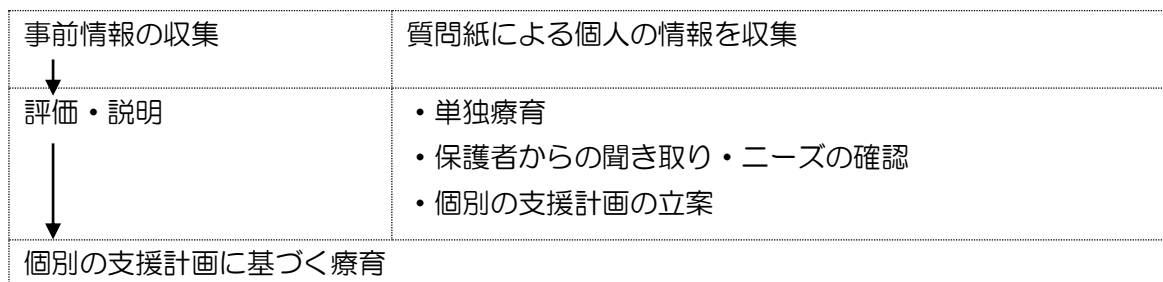 事前情報の収集
質問紙による個人の情報を収集
評価・説明
・単独療育
・保護者からの聞き取り・ニーズの確認
・個別の支援計画の立案
個別の支援計画に基づく療育